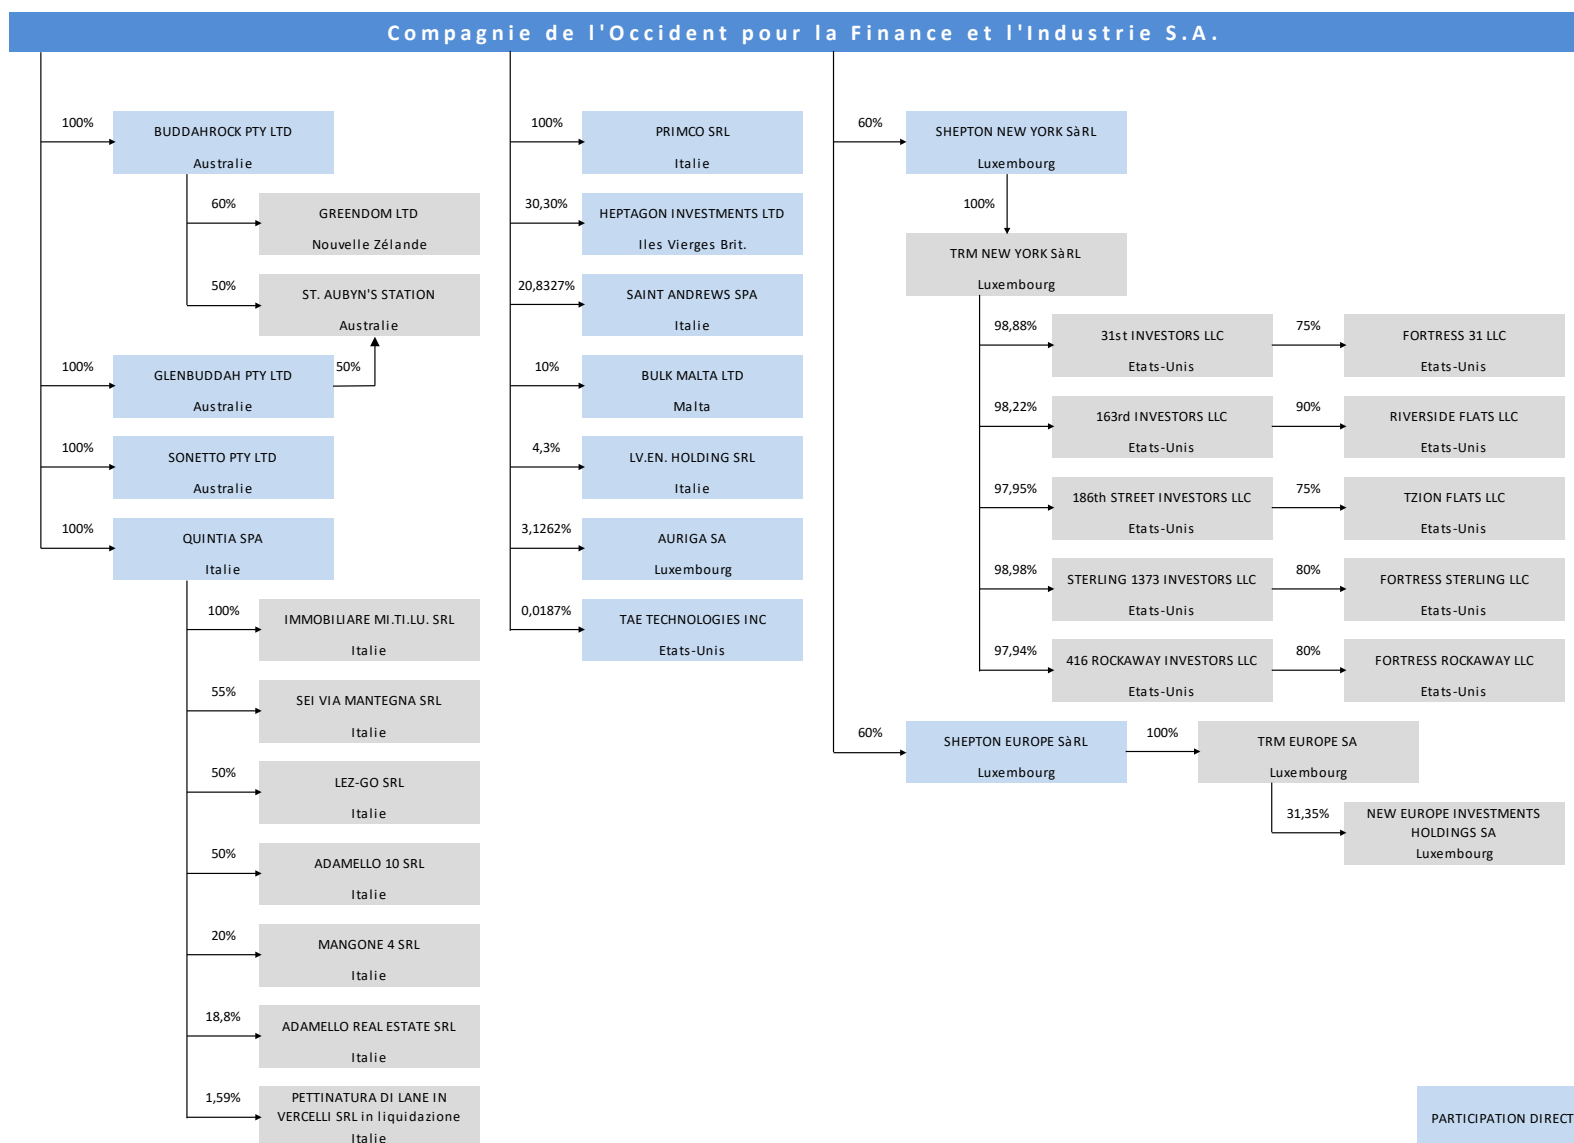 Compagnie de l'Occident pour la Finance et l'Industrie S.A.
100%
BUDDAHROCK PTY LTD
Australie
60%
GREENDOM LTD
Nouvelle Zélande
50%
ST. AUBYN'S STATION
Australie
100%
GLENBUDDAH PTY LTD
Australie
50%
100%
SONETTO PTY LTD
Australie
100%
QUINTIA SPA
Italie
100%
IMMOBILIARE MI.TI.LU. SRL
Italie
55%
SEI VIA MANTEGNA SRL
Italie
50%
LEZ-GO SRL
Italie
50%
ADAMELLO 10 SRL
Italie
20%
MANGONE 4 SRL
Italie
18,8%
ADAMELLO REAL ESTATE SRL
Italie
1,59%
PETTINATURA DI LANE IN
VERCELLI SRL in liquidazione
Italie
100%
PRIMCO SRL
Italie
30,30%
HEPTAGON INVESTMENTS LTD
Iles Vierges Brit.
20,8327%
SAINT ANDREWS SPA
Italie
10%
BULK MALTA LTD
Malta
4,3%
LV.EN. HOLDING SRL
Italie
3,1262%
AURIGA SA
Luxembourg
0,0187%
TAE TECHNOLOGIES INC
Etats-Unis
60%
SHEPTON NEW YORK SàRL
Luxembourg
100%
TRM NEW YORK SàRL
Luxembourg
98,88%
31st INVESTORS LLC
Etats-Unis
75%
FORTRESS 31 LLC
Etats-Unis
98,22%
163rd INVESTORS LLC
Etats-Unis
90%
RIVERSIDE FLATS LLC
Etats-Unis
97,95%
186th STREET INVESTORS LLC
Etats-Unis
75%
TZION FLATS LLC
Etats-Unis
98,98%
STERLING 1373 INVESTORS LLC
Etats-Unis
80%
FORTRESS STERLING LLC
Etats-Unis
97,94%
416 ROCKAWAY INVESTORS LLC
Etats-Unis
80%
FORTRESS ROCKAWAY LLC
Etats-Unis
60%
SHEPTON EUROPE SàRL
Luxembourg
100%
TRM EUROPE SA
Luxembourg
31,35%
NEW EUROPE INVESTMENTS
HOLDINGS SA
Luxembourg
PARTICIPATION DIRECT